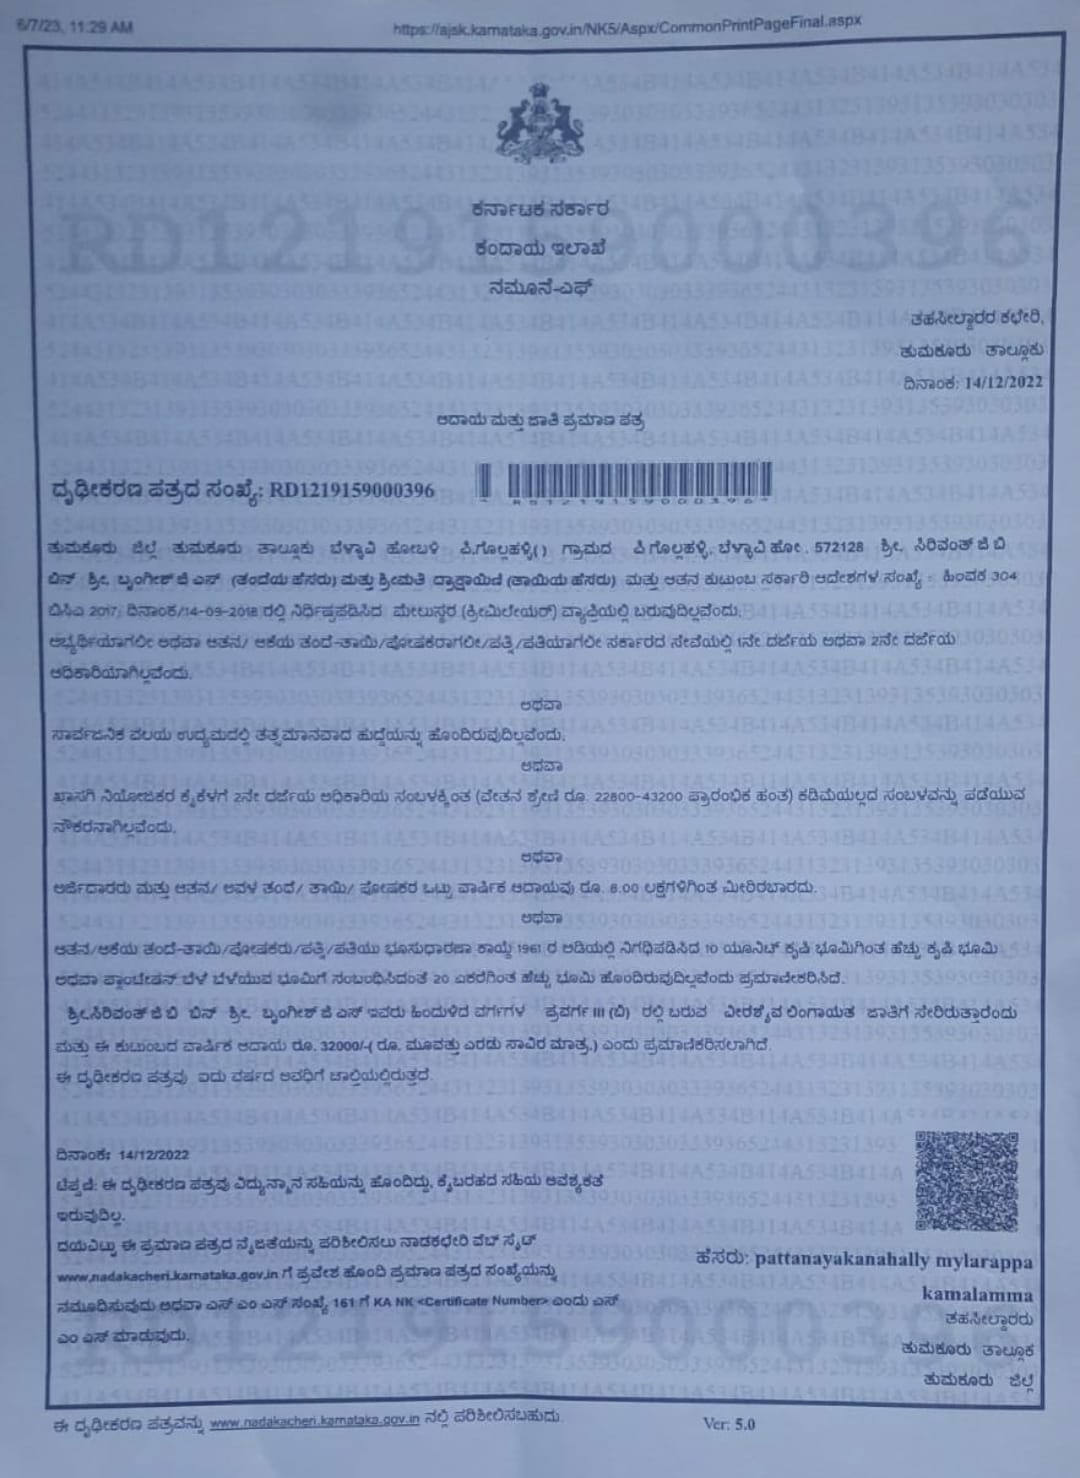 6/7/23, 11:29 AM
https://ajsk.karnataka.gov.in/NK5/Aspx/CommonPrintPageFinal.aspx
RD1219159000396
ಕರ್ನಾಟಕ ಸರ್ಕಾರ
ಕಂದಾಯ ಇಲಾಖೆ
ನಮೂನೆ-ಎಫ್
ತಹಸೀಲ್ದಾರರ ಕಛೇರಿ,
ತುಮಕೂರು ತಾಲ್ಲೂಕು
ದಿನಾಂಕ: 14/12/2022
ಆದಾಯ ಮತ್ತು ಜಾತಿ ಪ್ರಮಾಣ ಪತ್ರ
ದೃಢೀಕರಣ ಪತ್ರದ ಸಂಖ್ಯೆ: RD1219159000396
ತುಮಕೂರು ಜಿಲ್ಲೆ ತುಮಕೂರು ತಾಲ್ಲೂಕು ಬೆಳ್ಳಾವಿ ಹೋಬಳಿ ಪಿ.ಗೊಲ್ಲಹಳ್ಳಿ( ) ಗ್ರಾಮದ ಪಿ ಗೊಲ್ಲಹಳ್ಳಿ, ಬೆಳ್ಳಾವಿ ಹೋ. 572128 ಶ್ರೀ. ಸಿರಿವಂತ್ ಜಿ ಬಿ
ಬಿನ್ ಶ್ರೀ. ಬೃಂಗೀಶ್ ಜಿ ಎಸ್ (ತಂದೆಯ ಹೆಸರು) ಮತ್ತು ಶ್ರೀಮತಿ ದ್ರಾಕ್ಷಾಯಿಣಿ (ತಾಯಿಯ ಹೆಸರು) ಮತ್ತು ಆತನ ಕುಟುಂಬ ಸರ್ಕಾರಿ ಆದೇಶಗಳ ಸಂಖ್ಯೆ : ಹಿಂವಕ 304
ಬಿಸಿಎ 2017: ದಿನಾಂಕ/14-09-2018 ರಲ್ಲಿ ನಿರ್ದಿಷ್ಟಪಡಿಸಿದ ಮೇಲುಸ್ತರ (ಕ್ರೀಮಿಲೇಯರ್) ವ್ಯಾಪ್ತಿಯಲ್ಲಿ ಬರುವುದಿಲ್ಲವೆಂದು.
ಅಭ್ಯರ್ಥಿಯಾಗಲೀ ಅಥವಾ ಆತನ/ ಆಕೆಯ ತಂದೆ-ತಾಯಿ/ಪೋಷಕರಾಗಲೀ/ಪತ್ನಿ/ಪತಿಯಾಗಲೀ ಸರ್ಕಾರದ ಸೇವೆಯಲ್ಲಿ 1ನೇ ದರ್ಜೆಯ ಅಥವಾ 2ನೇ ದರ್ಜೆಯ
ಅಧಿಕಾರಿಯಾಗಿಲ್ಲವೆಂದು.
ಅಥವಾ
ಸಾರ್ವಜನಿಕ ವಲಯ ಉದ್ಯಮದಲ್ಲಿ ತತ್ಸಮಾನವಾದ ಹುದ್ದೆಯನ್ನು ಹೊಂದಿರುವುದಿಲ್ಲವೆಂದು.
ಅಥವಾ
ಖಾಸಗಿ ನಿಯೋಜಕರ ಕೈಕೆಳಗೆ 2ನೇ ದರ್ಜೆಯ ಅಧಿಕಾರಿಯ ಸಂಬಳಕ್ಕಿಂತ (ವೇತನ ಶ್ರೇಣಿ ರೂ. 22800-43200 ಪ್ರಾರಂಭಿಕ ಹಂತ) ಕಡಿಮೆಯಲ್ಲದ ಸಂಬಳವನ್ನು ಪಡೆಯುವ
ನೌಕರನಾಗಿಲ್ಲವೆಂದು.
ಅಥವಾ
ಅರ್ಜಿದಾರರು ಮತ್ತು ಆತನ/ ಅವಳ ತಂದೆ/ ತಾಯಿ/ ಪೋಷಕರ ಒಟ್ಟು ವಾರ್ಷಿಕ ಆದಾಯವು ರೂ. 8.00 ಲಕ್ಷಗಳಿಗಿಂತ ಮೀರಿರಬಾರದು.
ಅಥವಾ
ಆತನ/ಆಕೆಯ ತಂದೆ-ತಾಯಿ/ಪೋಷಕರು/ಪತ್ನಿ/ಪತಿಯು ಭೂಸುಧಾರಣಾ ಕಾಯ್ದೆ 1961 ರ ಅಡಿಯಲ್ಲಿ ನಿಗಧಿಪಡಿಸಿದ 10 ಯೂನಿಟ್ ಕೃಷಿ ಭೂಮಿಗಿಂತ ಹೆಚ್ಚು ಕೃಷಿ ಭೂಮಿ
ಅಥವಾ ಪ್ಲಾಂಟೇಷನ್ ಬೆಳೆ ಬೆಳೆಯುವ ಭೂಮಿಗೆ ಸಂಬಂಧಿಸಿದಂತೆ 20 ಎಕರೆಗಿಂತ ಹೆಚ್ಚು ಭೂಮಿ ಹೊಂದಿರುವುದಿಲ್ಲವೆಂದು ಪ್ರಮಾಣೀಕರಿಸಿದೆ.
ಶ್ರೀ.ಸಿರಿವಂತ್ ಜಿ ಬಿ ಬಿನ್ ಶ್ರೀ. ಬೃಂಗೀಶ್ ಜಿ ಎಸ್ ಇವರು ಹಿಂದುಳಿದ ವರ್ಗಗಳ ಪ್ರವರ್ಗ III (ಬಿ) ರಲ್ಲಿ ಬರುವ ವೀರಶೈವ ಲಿಂಗಾಯತ ಜಾತಿಗೆ ಸೇರಿರುತ್ತಾರೆಂದು
ಮತ್ತು ಈ ಕುಟುಂಬದ ವಾರ್ಷಿಕ ಆದಾಯ ರೂ. 32000/-( ರೂ. ಮೂವತ್ತು ಎರಡು ಸಾವಿರ ಮಾತ್ರ.) ಎಂದು ಪ್ರಮಾಣಿಕರಿಸಲಾಗಿದೆ.
ಈ ದೃಢೀಕರಣ ಪತ್ರವು ಐದು ವರ್ಷದ ಅವಧಿಗೆ ಚಾಲ್ತಿಯಲ್ಲಿರುತ್ತದೆ
ದಿನಾಂಕ: 14/12/2022
ಟಿಪ್ಪಣಿ: ಈ ದೃಢೀಕರಣ ಪತ್ರವು ವಿದ್ಯುನ್ಮಾನ ಸಹಿಯನ್ನು ಹೊಂದಿದ್ದು, ಕೈಬರಹದ ಸಹಿಯ ಅವಶ್ಯಕತೆ
ಇರುವುದಿಲ್ಲ.
ದಯವಿಟ್ಟು ಈ ಪ್ರಮಾಣ ಪತ್ರದ ನೈಜತೆಯನ್ನು ಪರಿಶೀಲಿಸಲು ನಾಡಕಛೇರಿ ವೆಬ್ ಸೈಟ್
www.nadakacheri.karnataka.gov.in ಗೆ ಪ್ರವೇಶ ಹೊಂದಿ ಪ್ರಮಾಣ ಪತ್ರದ ಸಂಖ್ಯೆಯನ್ನು
ನಮೂದಿಸುವುದು ಅಥವಾ ಎಸ್ ಎಂ ಎಸ್ ಸಂಖ್ಯೆ 161 ಗೆ KA NK <Certificate Number> ಎಂದು ಎಸ್
ಎಂ ಎಸ್ ಮಾಡುವುದು.
ಹೆಸರು: pattanayakanahally mylarappa
kamalamma
ತಹಸೀಲ್ದಾರರು
ತುಮಕೂರು ತಾಲ್ಲೂಕ
ತುಮಕೂರು ಜಿಲ್ಲೆ
RD1219159000396
ಈ ದೃಢೀಕರಣ ಪತ್ರವನ್ನು www.nadakacheri.karnataka.gov.in ನಲ್ಲಿ ಪರಿಶೀಲಿಸಬಹುದು.
Ver: 5.0